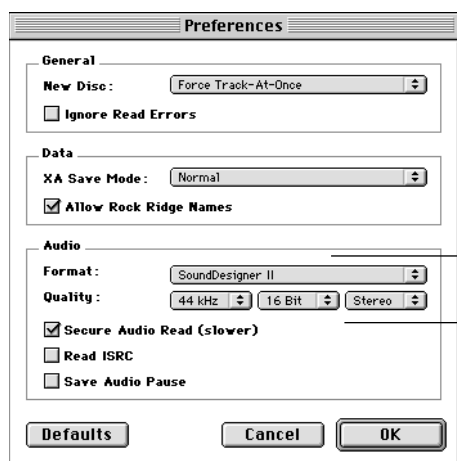 Preferences
General
New Disc: Force Track-At-Once
Ignore Read Errors
Data
XA Save Mode: Normal
Allow Rock Ridge Names
Audio
Format: SoundDesigner II
Quality: 44 kHz 16 Bit Stereo
Secure Audio Read (slower)
Read ISRC
Save Audio Pause
Defaults Cancel OK